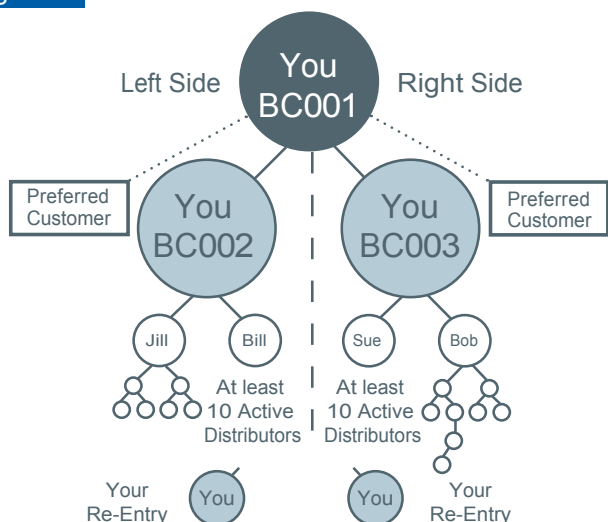 Left Side
You
BC001
Right Side
Preferred
Customer
You
BC002
You
BC003
Preferred
Customer
Jill
Bill
Sue
Bob
At least
10 Active
Distributors
At least
10 Active
Distributors
Your
Re-Entry
You
You
Your
Re-Entry